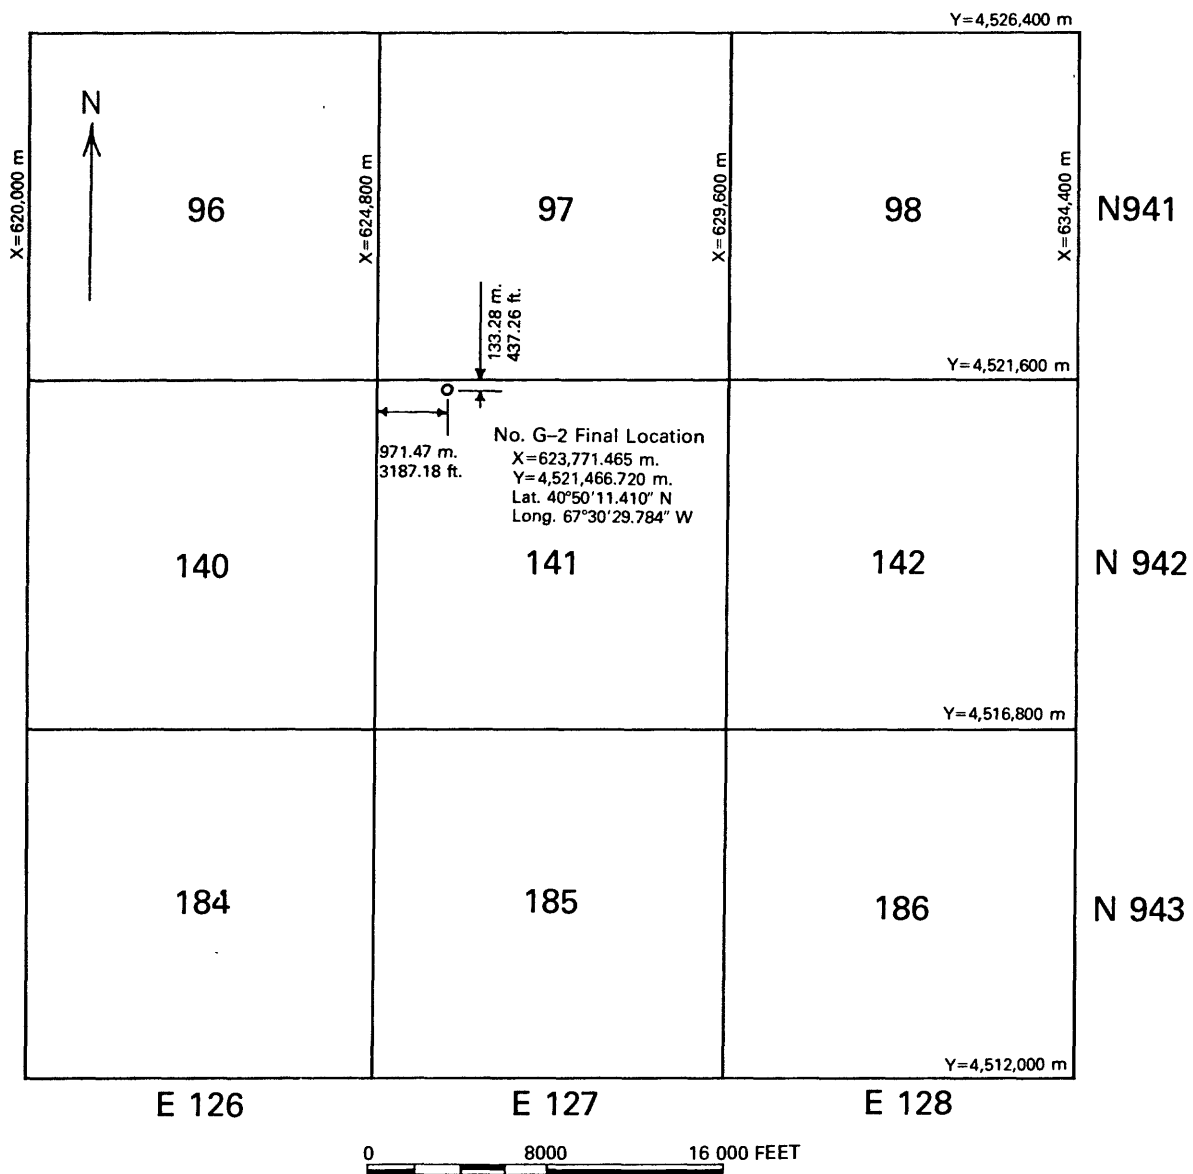 Y=4,526,400 m
N
X=620,000 m
X=624,800 m
X=629,600 m
X=634,400 m
96
97
98
N941
133.28 m.
437.26 ft.
Y=4,521,600 m
971.47 m.
3187.18 ft.
No. G-2 Final Location
X=623,771.465 m.
Y=4,521,466.720 m.
Lat. 40°50'11.410" N
Long. 67°30'29.784" W
140
141
142
N 942
Y=4,516,800 m
184
185
186
N 943
Y=4,512,000 m
E 126
E 127
E 128
0
8000
16 000 FEET